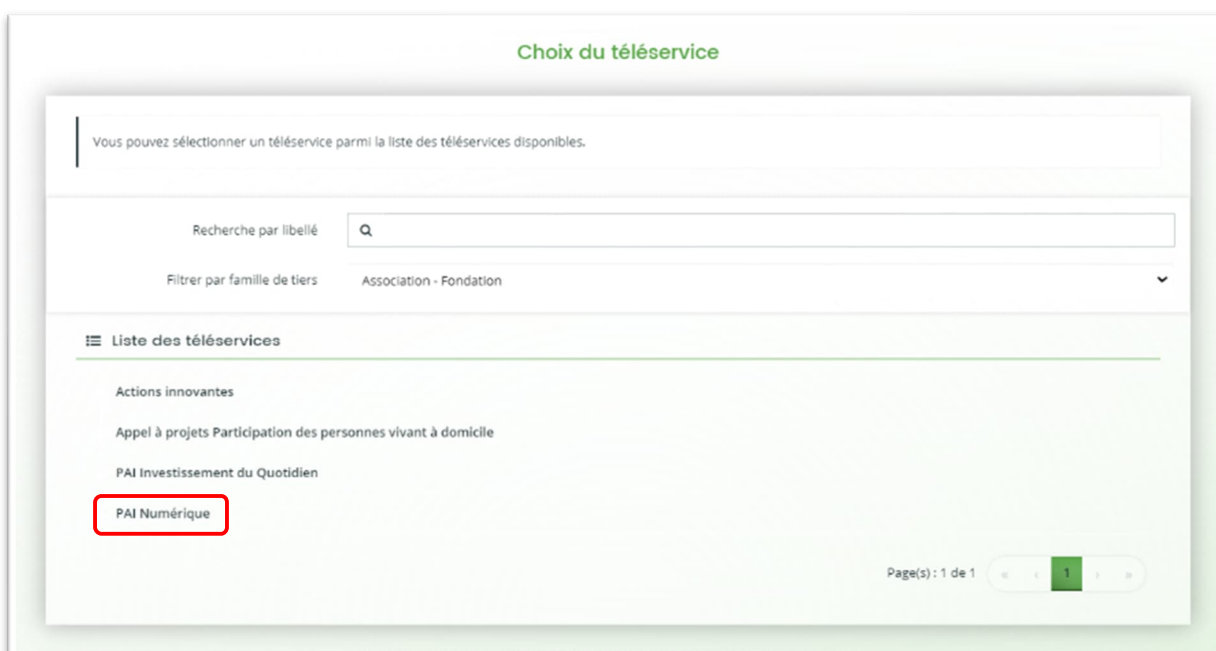 Choix du téléservice
Vous pouvez sélectionner un téléservice parmi la liste des téléservices disponibles.
Recherche par libellé
Filtrer par famille de tiers Association - Fondation
Liste des téléservices
Actions innovantes
Appel à projets Participation des personnes vivant à domicile
PAI Investissement du Quotidien
PAI Numérique
Page(s) : 1 de 1 « ‹ 1 › »